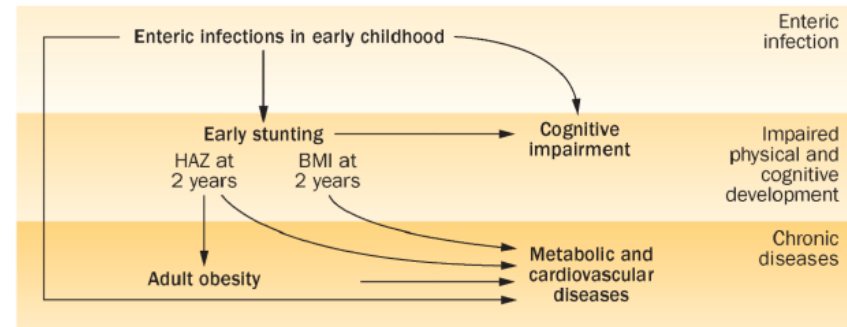 Enteric infections in early childhood
Enteric
infection
Early stunting
HAZ at
2 years
BMI at
2 years
Cognitive
impairment
Impaired
physical and
cognitive
development
Adult obesity
Metabolic and
cardiovascular
diseases
Chronic
diseases